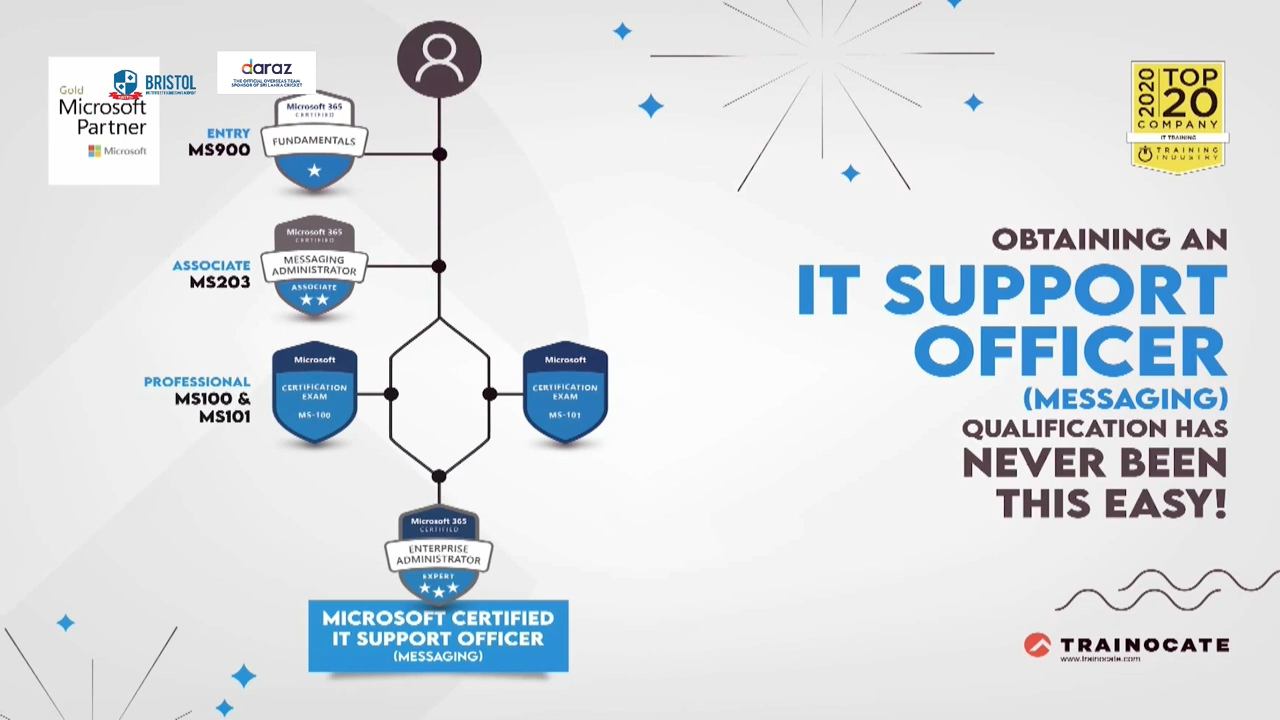 Gold
Microsoft
Partner
Microsoft
BRISTOL
daraz
THE OFFICIAL OVERSEAS TEAM
SPONSOR OF SRI LANKA CRICKET
ENTRY
MS900
Microsoft 365
CERTIFIED
FUNDAMENTALS
ASSOCIATE
MS203
Microsoft 365
CERTIFIED
MESSAGING
ADMINISTRATOR
ASSOCIATE
PROFESSIONAL
MS100 &
MS101
Microsoft
CERTIFICATION
EXAM
MS-100
Microsoft
CERTIFICATION
EXAM
MS-101
Microsoft 365
CERTIFIED
ENTERPRISE
ADMINISTRATOR
EXPERT
MICROSOFT CERTIFIED
IT SUPPORT OFFICER
(MESSAGING)
2020
TOP
20
COMPANY
IT TRAINING
TRAINING
INDUSTRY
OBTAINING AN
IT SUPPORT
OFFICER
(MESSAGING)
QUALIFICATION HAS
NEVER BEEN
THIS EASY!
TRAINOCATE
www.trainocate.com